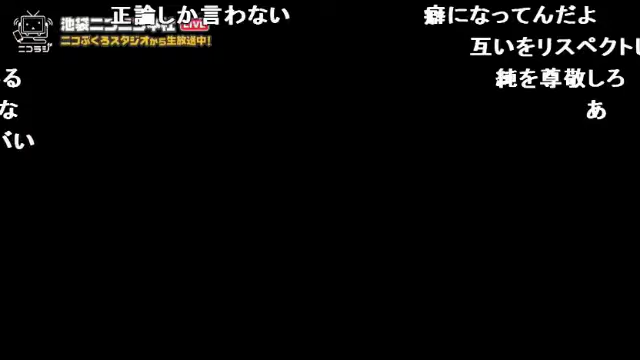 正論しか言わない
癖になってんだよ
池袋ニコニコ本社 LIVE
ニコぶくろスタジオから生放送中!
ニコラジ
互いをリスペクトし
る
純を尊敬しろ
な
あ
バい